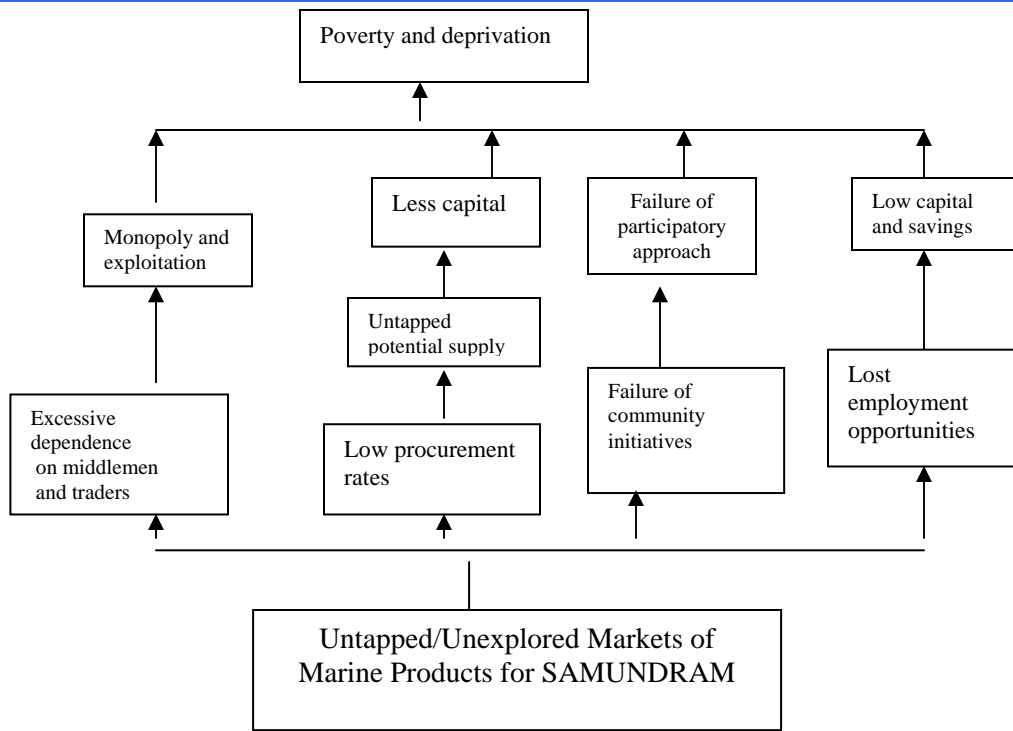 Poverty and deprivation
Monopoly and
exploitation
Less capital
Failure of
participatory
approach
Low capital
and savings
Untapped
potential supply
Excessive
dependence
on middlemen
and traders
Low procurement
rates
Failure of
community
initiatives
Lost
employment
opportunities
Untapped/Unexplored Markets of
Marine Products for SAMUNDRAM